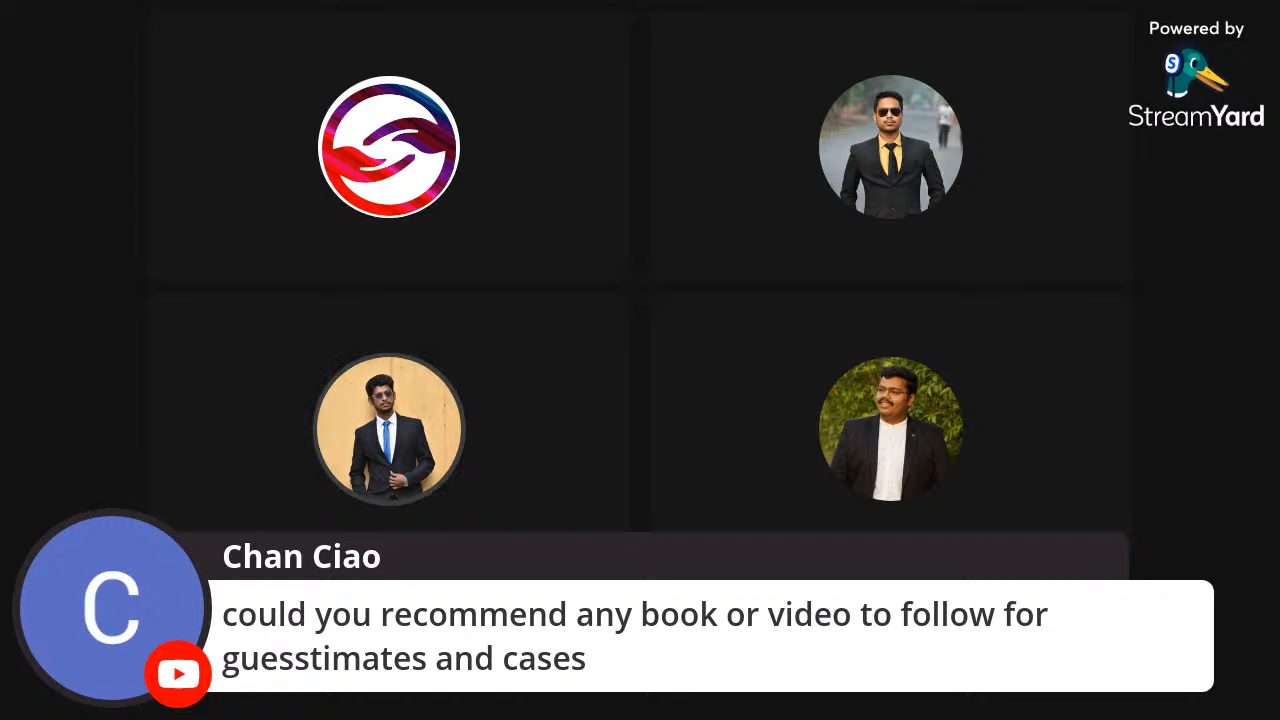 Powered by
S
StreamYard
Chan Ciao
C
could you recommend any book or video to follow for
guesstimates and cases